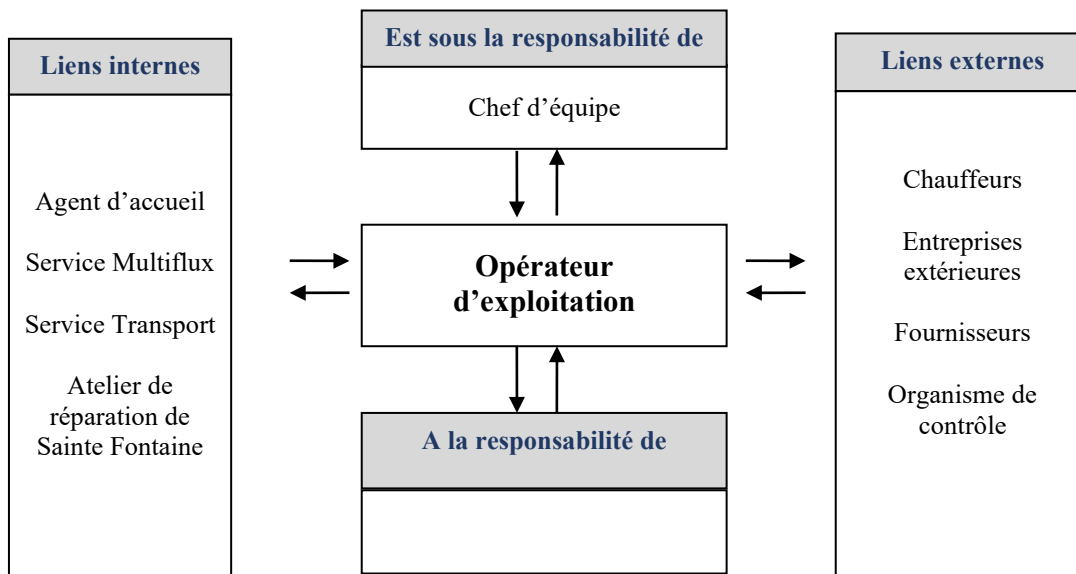 Liens internes
Agent d’accueil
Service Multiflux
Service Transport
Atelier de
réparation de
Sainte Fontaine
Est sous la responsabilité de
Chef d’équipe
Opérateur
d’exploitation
A la responsabilité de
Liens externes
Chauffeurs
Entreprises
extérieures
Fournisseurs
Organisme de
contrôle